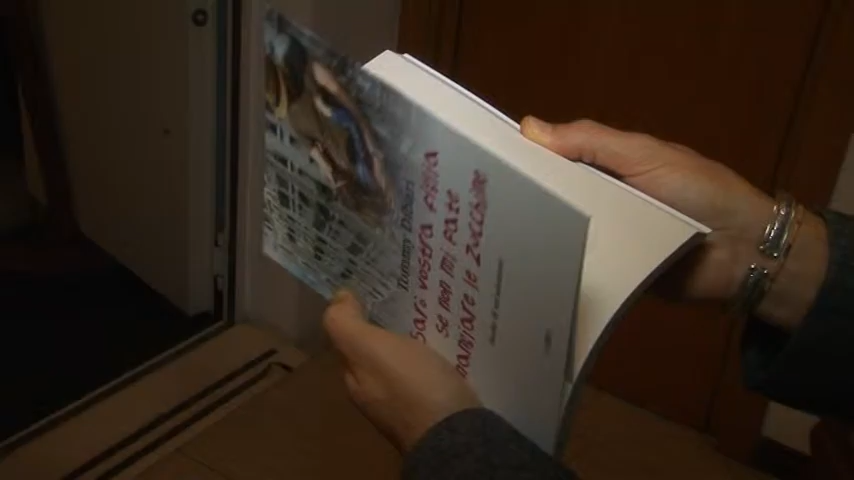 Tommy Dibari
Sarò vostra figlia
se non mi fate
mangiare le zucchine